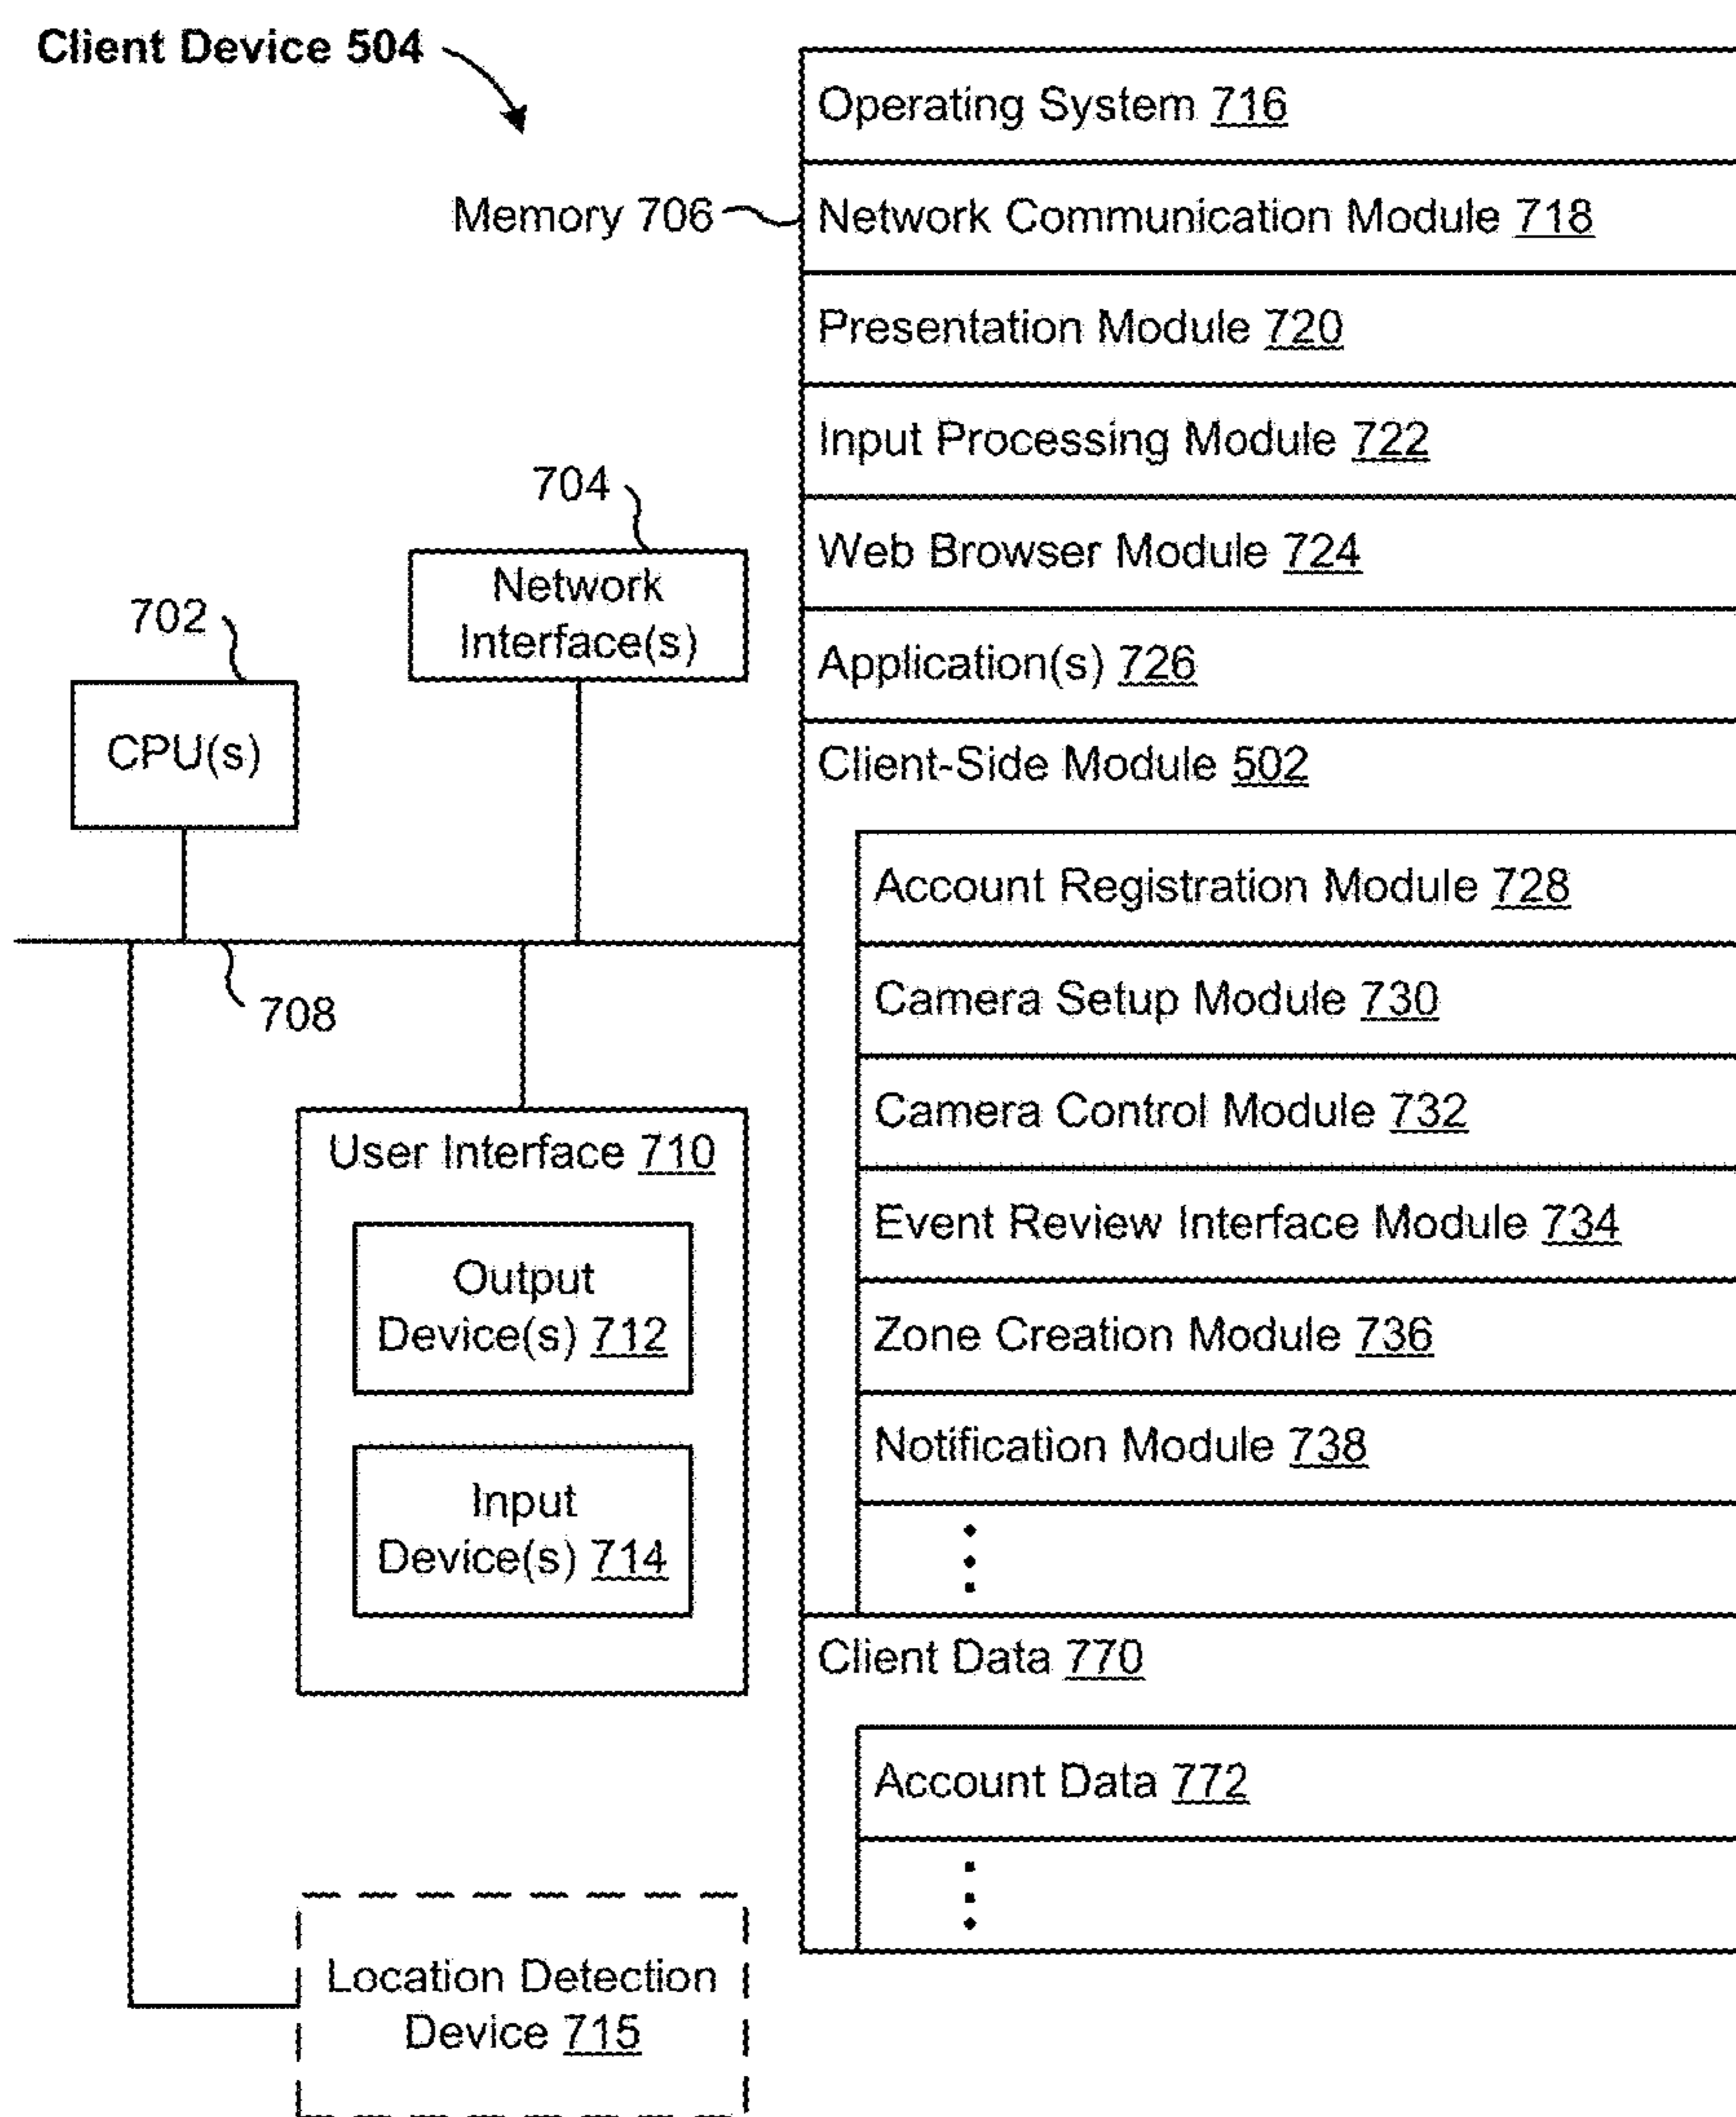 Client Device 504
Memory 706
704
Network
Interface(s)
702
CPU(s)
708
User Interface 710
Output
Device(s) 712
Input
Device(s) 714
Location Detection
Device 715
Operating System 716
Network Communication Module 718
Presentation Module 720
Input Processing Module 722
Web Browser Module 724
Application(s) 726
Client-Side Module 502
Account Registration Module 728
Camera Setup Module 730
Camera Control Module 732
Event Review Interface Module 734
Zone Creation Module 736
Notification Module 738
Client Data 770
Account Data 772